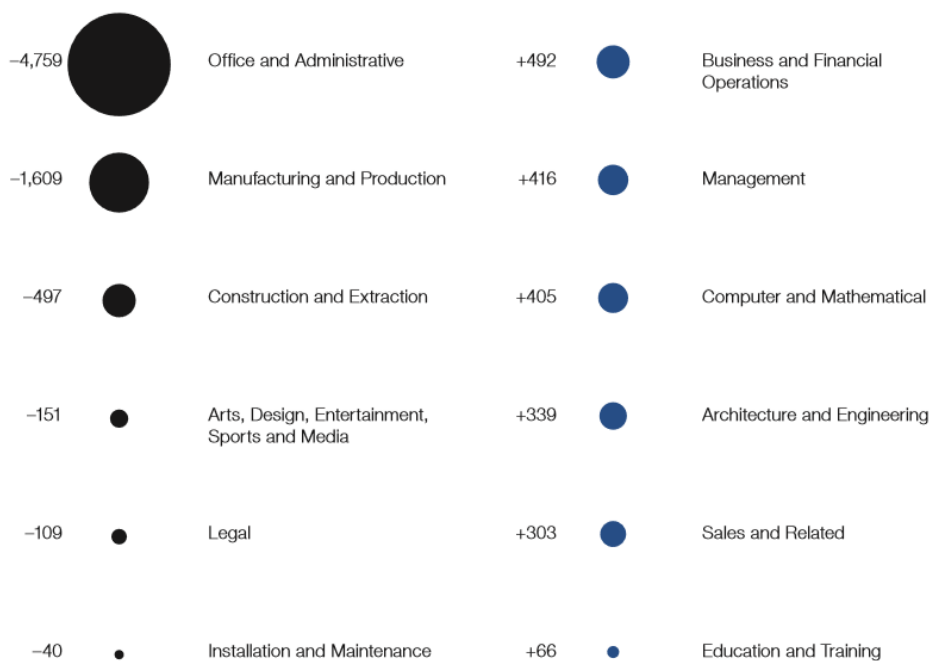 –4,759 Office and Administrative
+492 Business and Financial
Operations
–1,609 Manufacturing and Production
+416 Management
–497 Construction and Extraction
+405 Computer and Mathematical
–151 Arts, Design, Entertainment,
Sports and Media
+339 Architecture and Engineering
–109 Legal
+303 Sales and Related
–40 Installation and Maintenance
+66 Education and Training